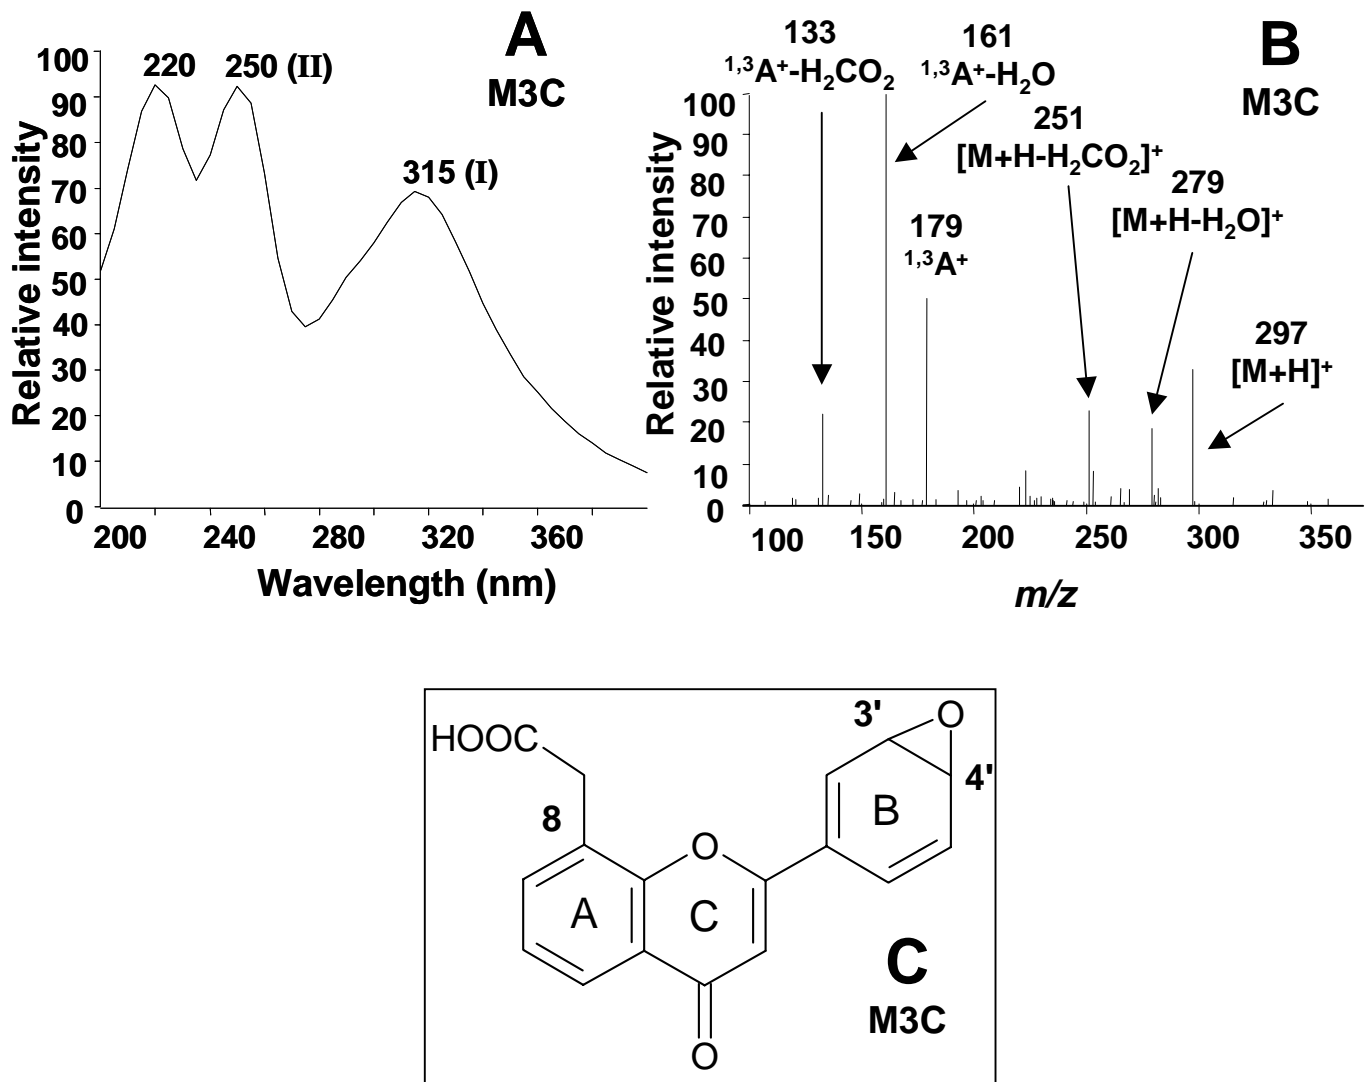 A
M3C
220
250 (II)
315 (I)
100
90
80
70
60
50
40
30
20
10
0
Relative intensity
200 240 280 320 360
Wavelength (nm)
B
M3C
133
1,3A+-H2CO2
161
1,3A+-H2O
251
[M+H-H2CO2]+
279
[M+H-H2O]+
179
1,3A+
297
[M+H]+
100
90
80
70
60
50
40
30
20
10
0
Relative intensity
100 150 200 250 300 350
m/z
HOOC
8
3'
O
4'
B
O
A
C
O
C
M3C